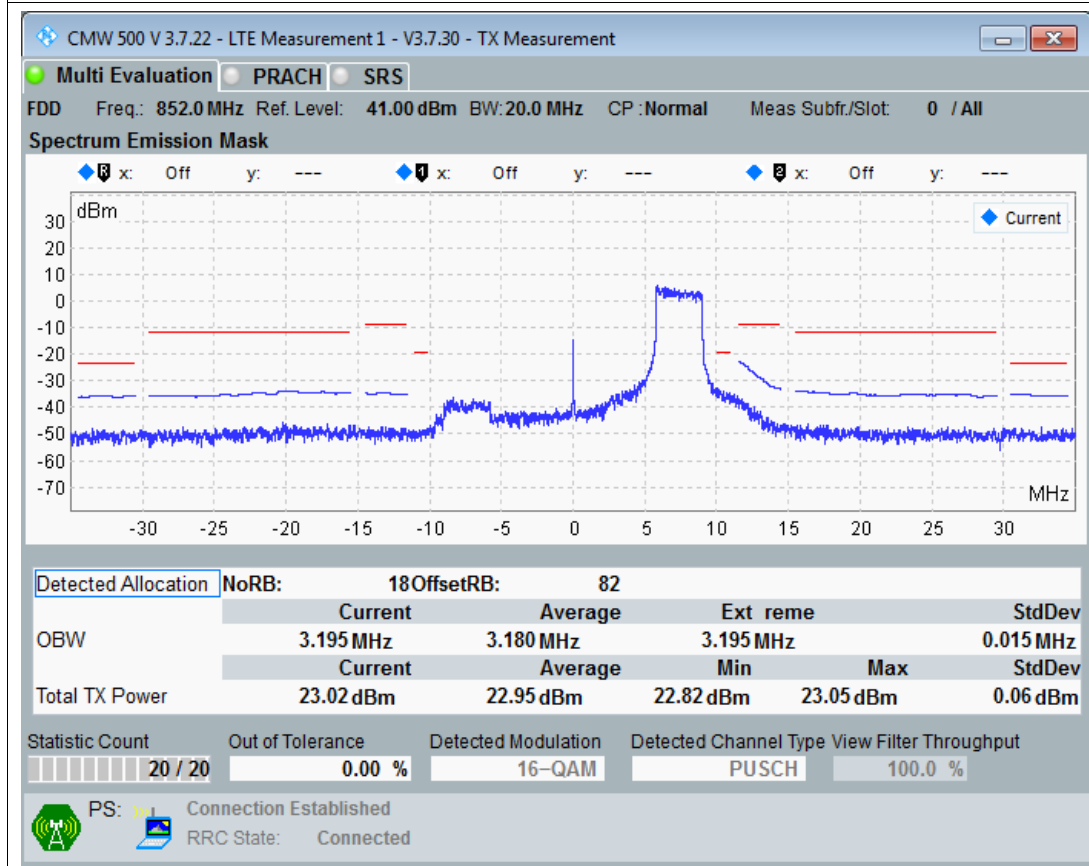 CMW 500 V 3.7.22 - LTE Measurement 1 - V3.7.30 - TX Measurement
Multi Evaluation PRACH SRS
FDD Freq.: 852.0 MHz Ref. Level: 41.00 dBm BW: 20.0 MHz CP : Normal Meas Subfr./Slot: 0 / All
Spectrum Emission Mask
R x: Off y: --- 1 x: Off y: --- 2 x: Off y: ---
dBm
Current
30
20
10
0
-10
-20
-30
-40
-50
-60
-70
MHz
-30 -25 -20 -15 -10 -5 0 5 10 15 20 25 30
Detected Allocation NoRB: 18 OffsetRB: 82
Current Average Ext reme StdDev
OBW 3.195 MHz 3.180 MHz 3.195 MHz 0.015 MHz
Current Average Min Max StdDev
Total TX Power 23.02 dBm 22.95 dBm 22.82 dBm 23.05 dBm 0.06 dBm
Statistic Count Out of Tolerance Detected Modulation Detected Channel Type View Filter Throughput
20 / 20 0.00 % 16-QAM PUSCH 100.0 %
PS: Connection Established
RRC State: Connected